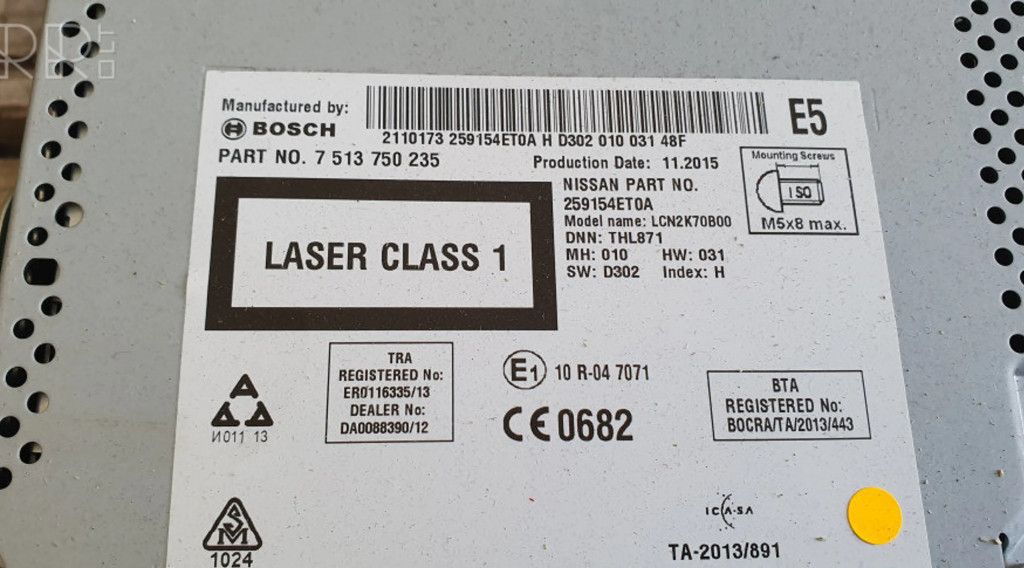 Manufactured by:
BOSCH
2110173 259154ET0A H D302 010 031 48F
E5
PART NO. 7 513 750 235
Production Date: 11.2015
Mounting Screws
ISO
M5x8 max.
NISSAN PART NO.
259154ET0A
Model name: LCN2K70B00
DNN: THL871
MH: 010 HW: 031
SW: D302 Index: H
LASER CLASS 1
TRA
REGISTERED No:
ER0116335/13
DEALER No:
DA0088390/12
E1 10 R-04 7071
CE 0682
BTA
REGISTERED No:
BOCRA/TA/2013/443
И011 13
SM
1024
ICASA
TA-2013/891